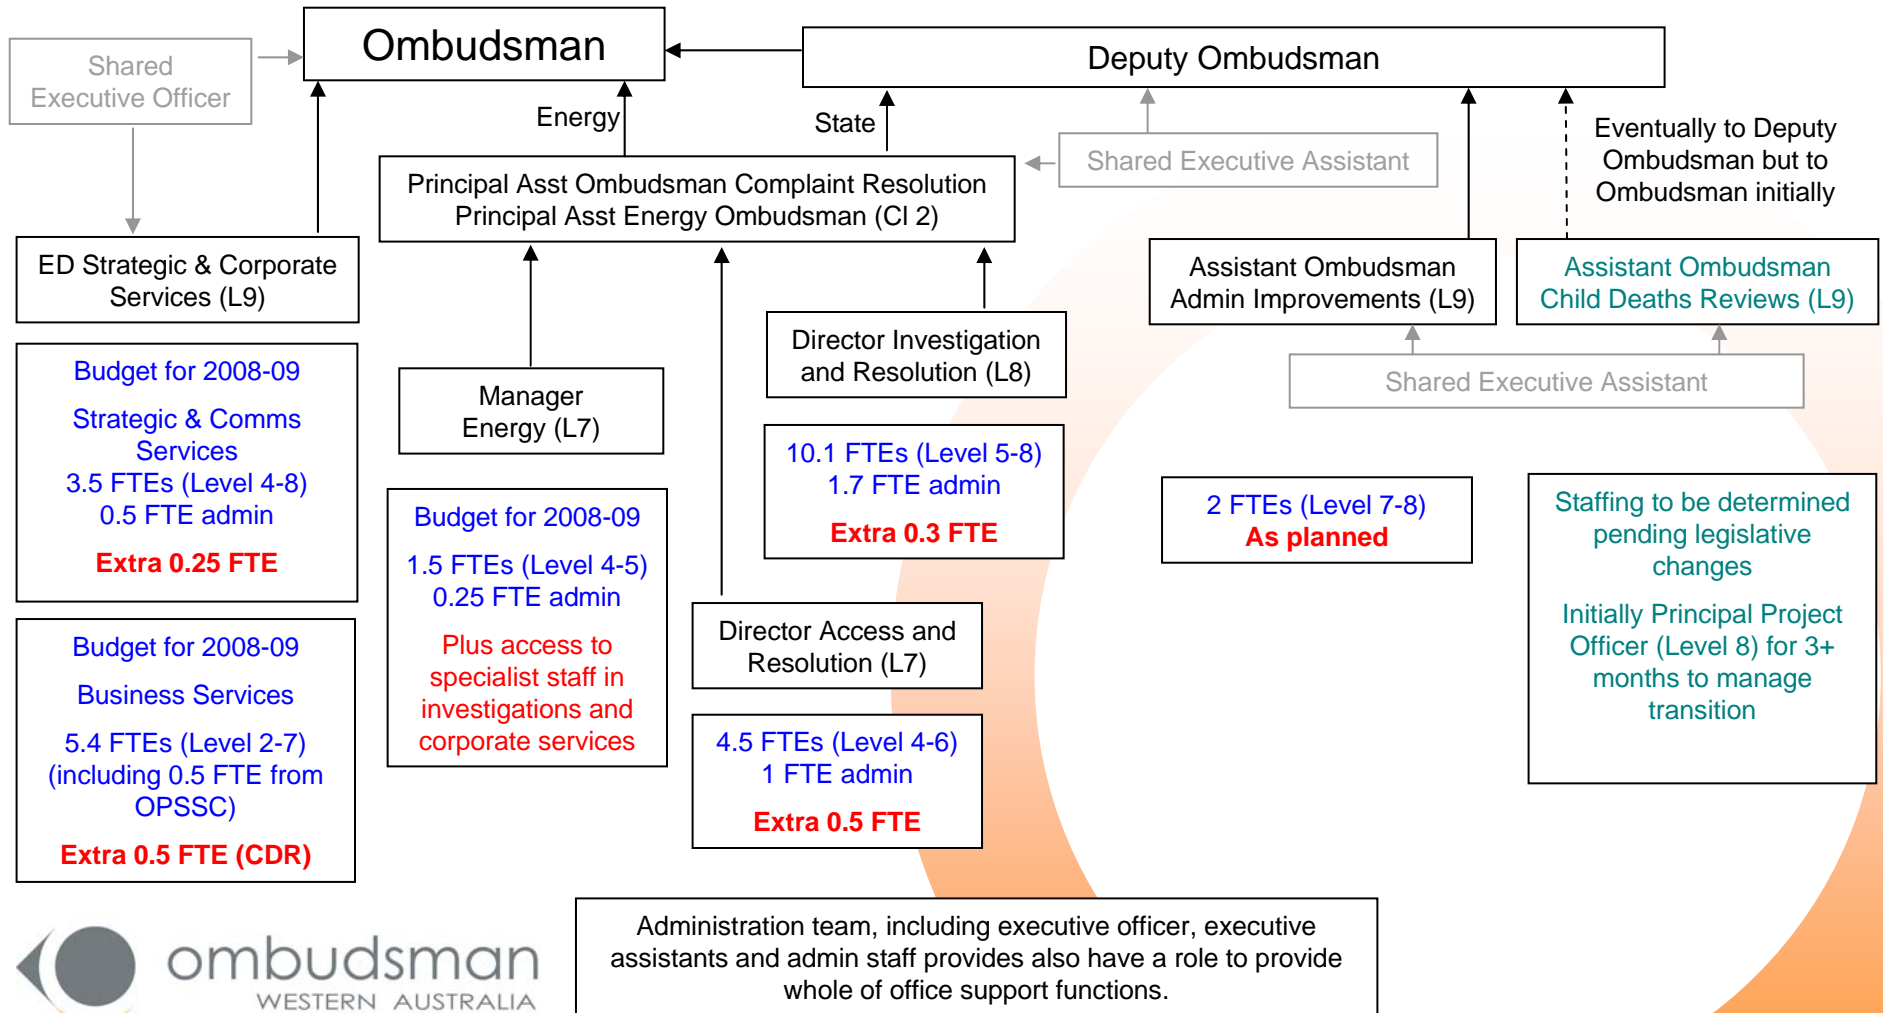 Ombudsman
Deputy Ombudsman
Shared
Executive Officer
Energy
State
Eventually to Deputy
Ombudsman but to
Ombudsman initially
Shared Executive Assistant
Principal Asst Ombudsman Complaint Resolution
Principal Asst Energy Ombudsman (Cl 2)
ED Strategic & Corporate
Services (L9)
Assistant Ombudsman
Admin Improvements (L9)
Assistant Ombudsman
Child Deaths Reviews (L9)
Director Investigation
and Resolution (L8)
Shared Executive Assistant
Manager
Energy (L7)
Budget for 2008-09
Strategic & Comms
Services
3.5 FTEs (Level 4-8)
0.5 FTE admin
Extra 0.25 FTE
10.1 FTEs (Level 5-8)
1.7 FTE admin
Extra 0.3 FTE
Budget for 2008-09
1.5 FTEs (Level 4-5)
0.25 FTE admin
Plus access to
specialist staff in
investigations and
corporate services
2 FTEs (Level 7-8)
As planned
Staffing to be determined
pending legislative
changes
Initially Principal Project
Officer (Level 8) for 3+
months to manage
transition
Director Access and
Resolution (L7)
Budget for 2008-09
Business Services
5.4 FTEs (Level 2-7)
(including 0.5 FTE from
OPSSC)
Extra 0.5 FTE (CDR)
4.5 FTEs (Level 4-6)
1 FTE admin
Extra 0.5 FTE
ombudsman
WESTERN AUSTRALIA
Administration team, including executive officer, executive
assistants and admin staff provides also have a role to provide
whole of office support functions.